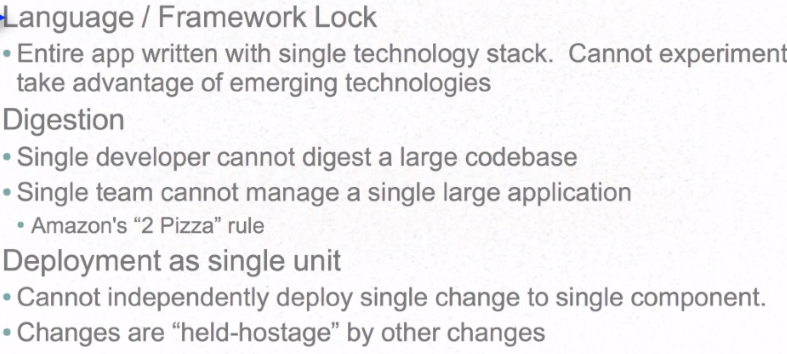 Language / Framework Lock
• Entire app written with single technology stack.  Cannot experiment
take advantage of emerging technologies
Digestion
• Single developer cannot digest a large codebase
• Single team cannot manage a single large application
• Amazon's “2 Pizza” rule
Deployment as single unit
• Cannot independently deploy single change to single component.
• Changes are “held-hostage” by other changes